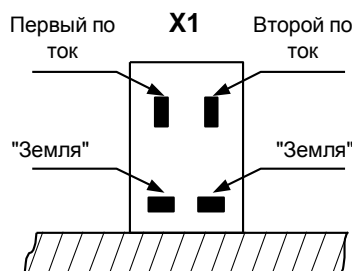 Первый по
ток
X1
Второй по
ток
"Земля"
"Земля"